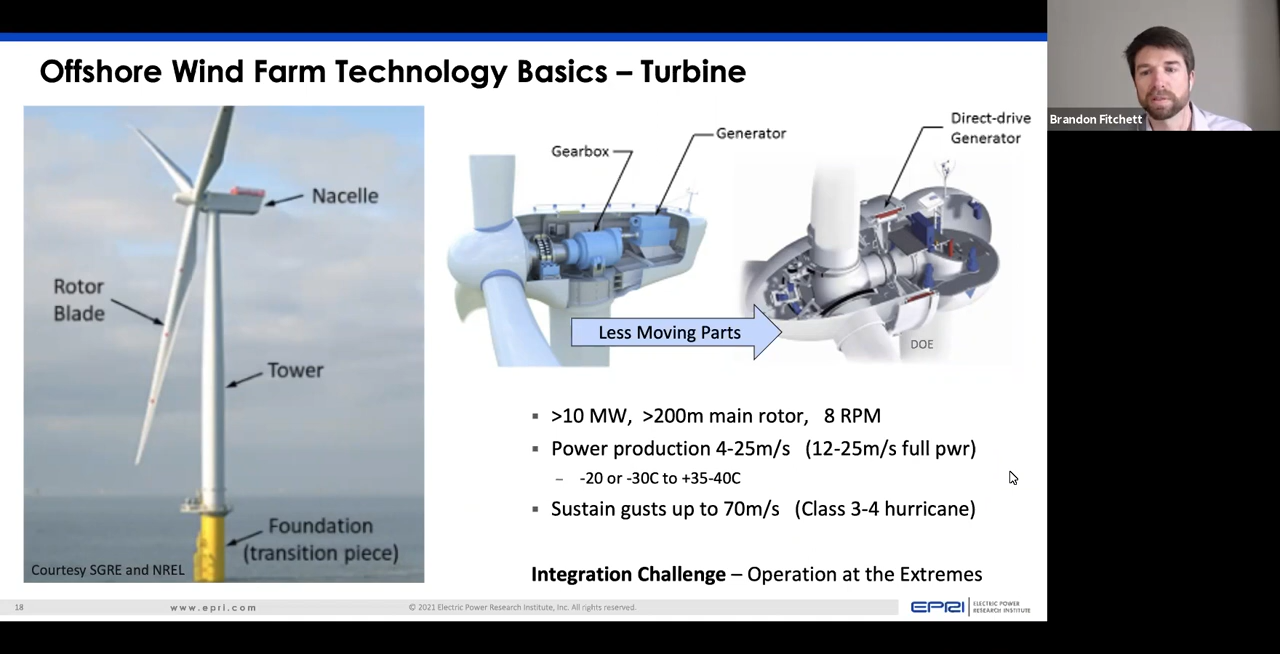 Offshore Wind Farm Technology Basics – Turbine
Nacelle
Rotor
Blade
Tower
Foundation
(transition piece)
Courtesy SGRE and NREL
Gearbox
Generator
Direct-drive
Generator
Less Moving Parts
DOE
▪ >10 MW, >200m main rotor, 8 RPM
▪ Power production 4-25m/s (12-25m/s full pwr)
– -20 or -30C to +35-40C
▪ Sustain gusts up to 70m/s (Class 3-4 hurricane)
Integration Challenge – Operation at the Extremes
18
www.epri.com
© 2021 Electric Power Research Institute, Inc. All rights reserved.
EPRI
ELECTRIC POWER
RESEARCH INSTITUTE
Brandon Fitchett